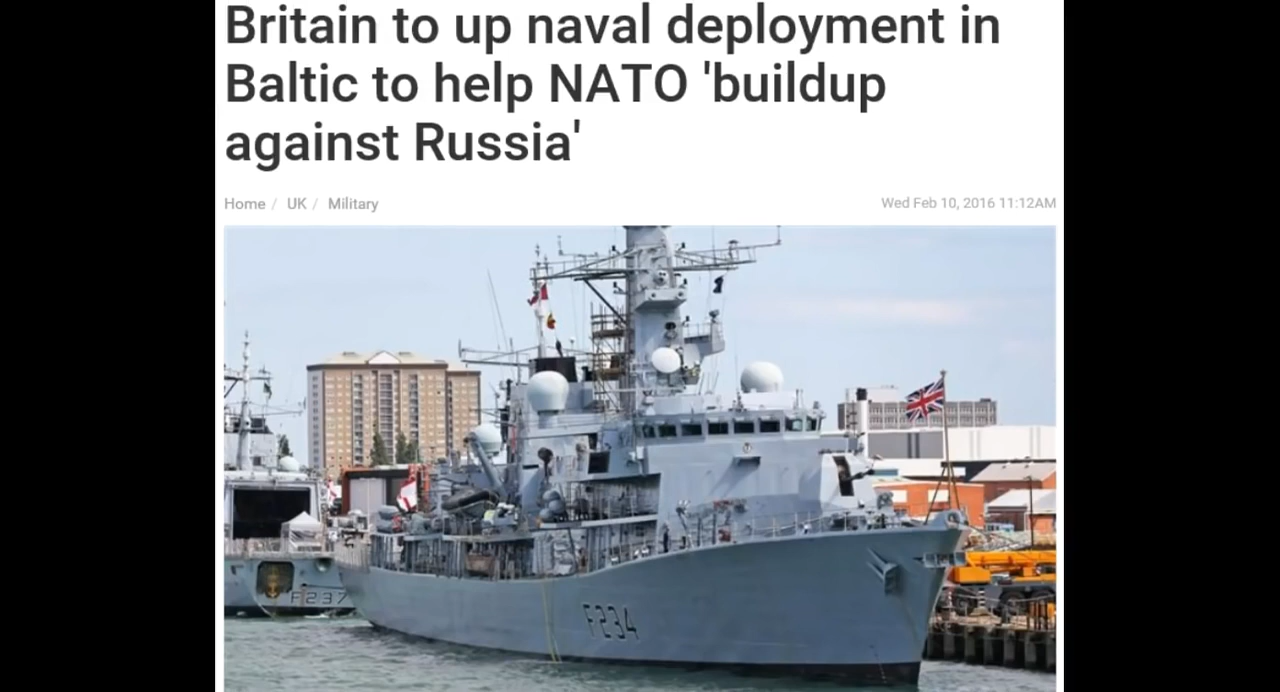 Britain to up naval deployment in
Baltic to help NATO 'buildup
against Russia'
Home / UK / Military
Wed Feb 10, 2016 11:12AM
F237
F234